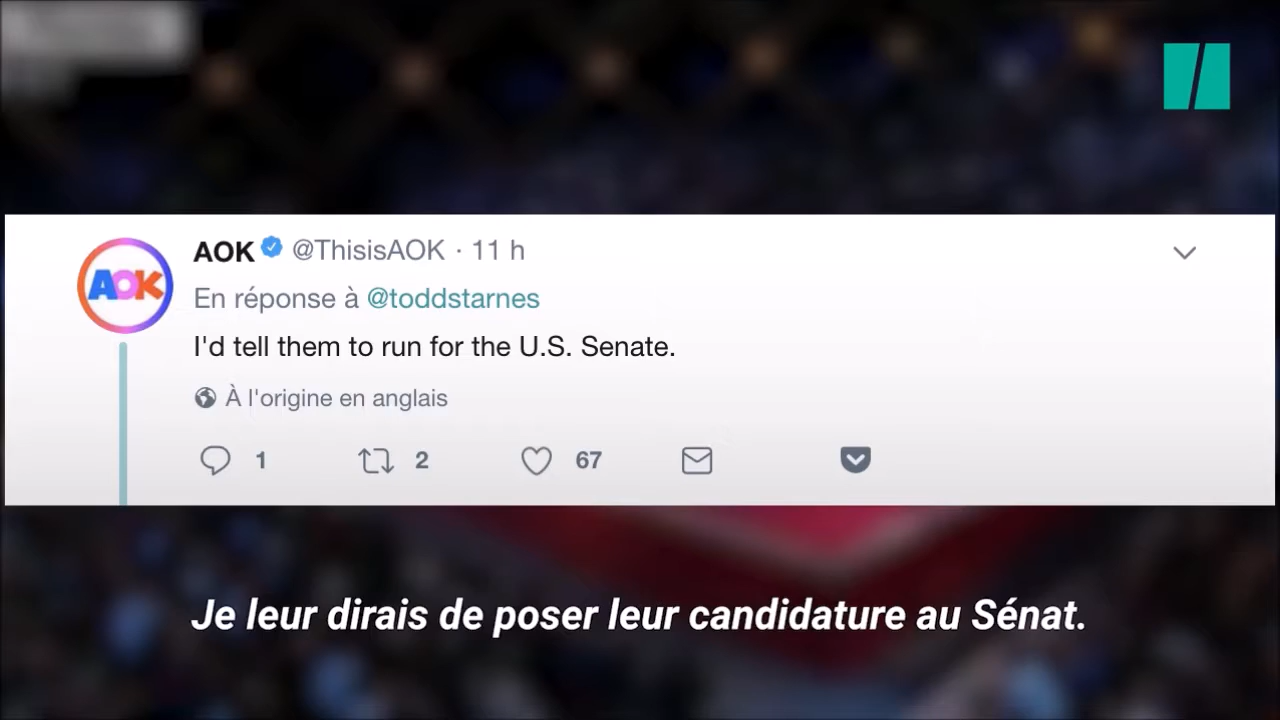 AOK @ThisisAOK · 11 h
AOK
En réponse à @toddstarnes
I'd tell them to run for the U.S. Senate.
À l'origine en anglais
1 2 67
Je leur dirais de poser leur candidature au Sénat.